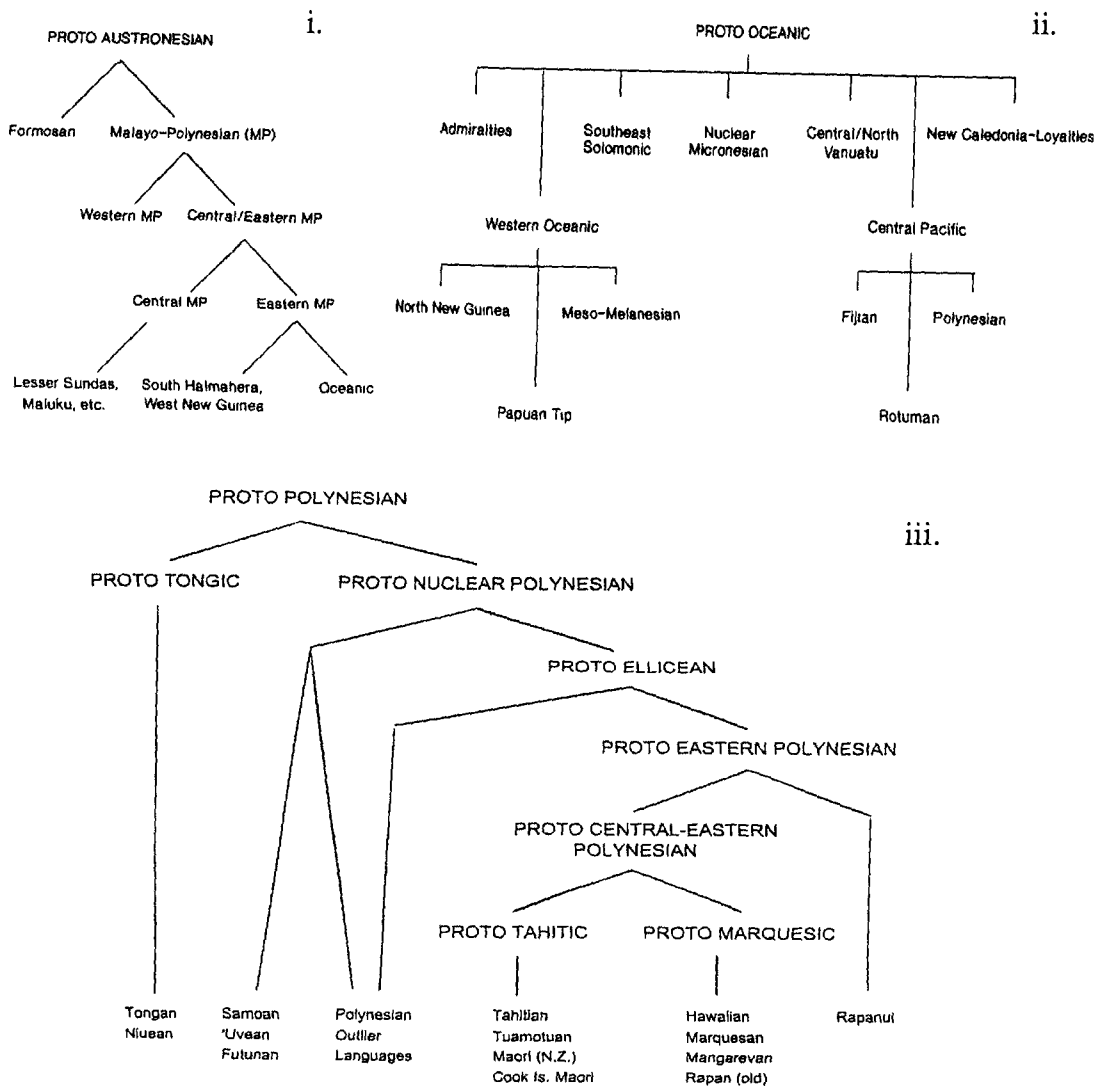 i.
PROTO AUSTRONESIAN
Formosan
Malayo-Polynesian (MP)
Western MP
Central/Eastern MP
Central MP
Eastern MP
Lesser Sundas,
Maluku, etc.
South Halmahera,
West New Guinea
Oceanic
ii.
PROTO OCEANIC
Admiralties
Southeast
Solomonic
Nuclear
Micronesian
Central/North
Vanuatu
New Caledonia-Loyalties
Western Oceanic
Central Pacific
North New Guinea
Meso-Melanesian
Fijian
Polynesian
Papuan Tip
Rotuman
iii.
PROTO POLYNESIAN
PROTO TONGIC
PROTO NUCLEAR POLYNESIAN
PROTO ELLICEAN
PROTO EASTERN POLYNESIAN
PROTO CENTRAL-EASTERN
POLYNESIAN
PROTO TAHITIC
PROTO MARQUESIC
Tongan
Niuean
Samoan
'Uvean
Futunan
Polynesian
Outlier
Languages
Tahitian
Tuamotuan
Maori (N.Z.)
Cook Is. Maori
Hawaiian
Marquesan
Mangarevan
Rapan (old)
Rapanui